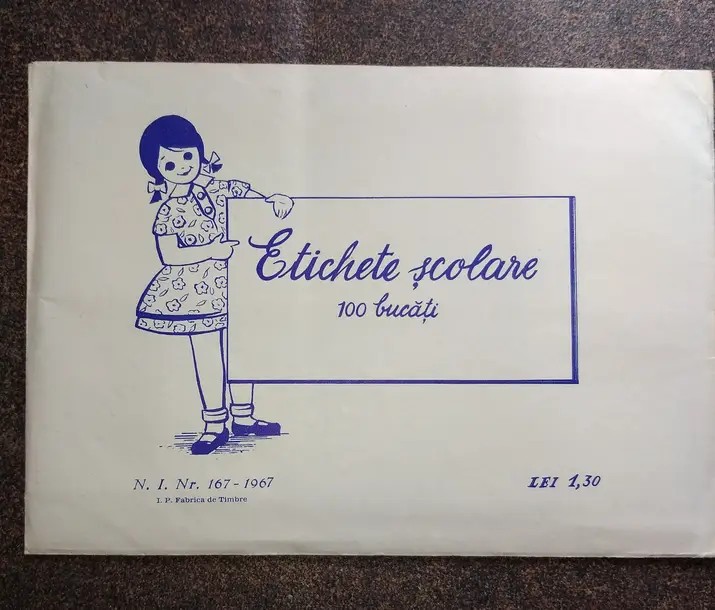 Etichete școlare
100 bucăți
N. I. Nr. 167-1967
LEI 1,30
I. P. Fabrica de Timbre